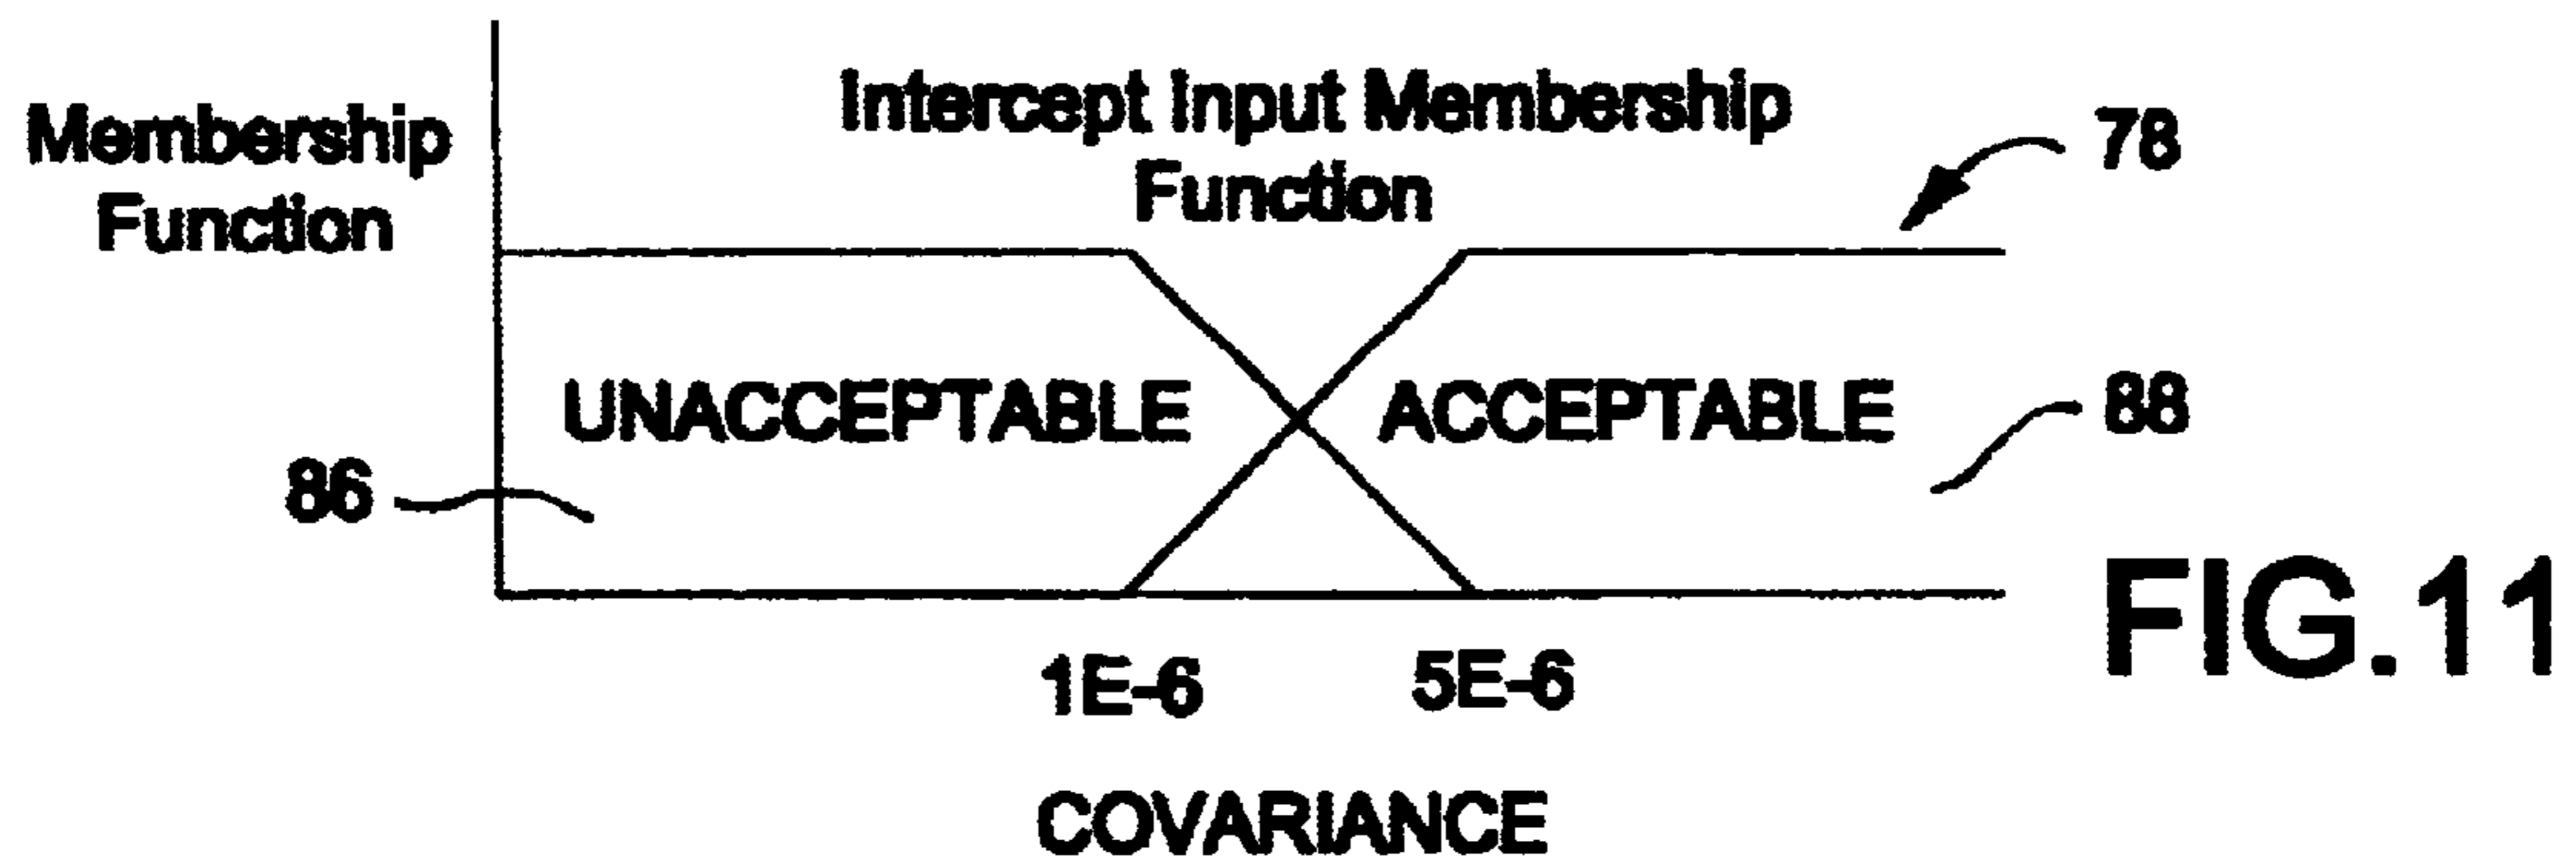 Membership
Function
Intercept Input Membership
Function
78
UNACCEPTABLE
ACCEPTABLE
86
88
1E-6
5E-6
COVARIANCE
FIG.11